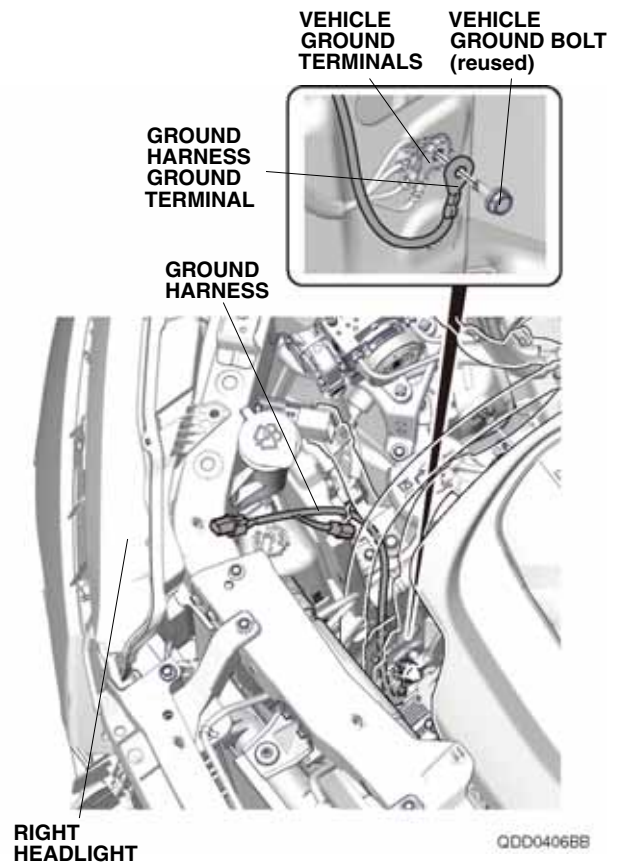 VEHICLE
GROUND
TERMINALS
VEHICLE
GROUND BOLT
(reused)
GROUND
HARNESS
GROUND
TERMINAL
GROUND
HARNESS
RIGHT
HEADLIGHT
QDD0406BB